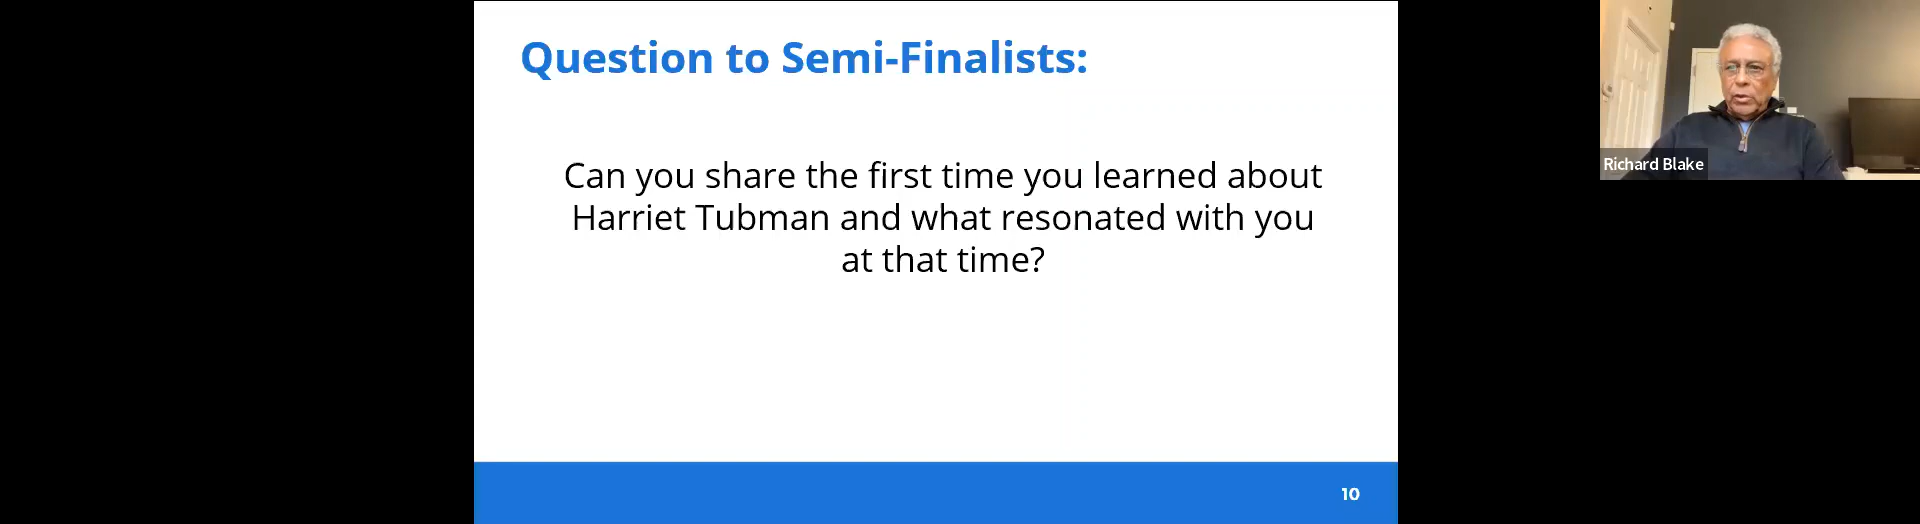 Question to Semi-Finalists:
Can you share the first time you learned about
Harriet Tubman and what resonated with you
at that time?
10
Richard Blake